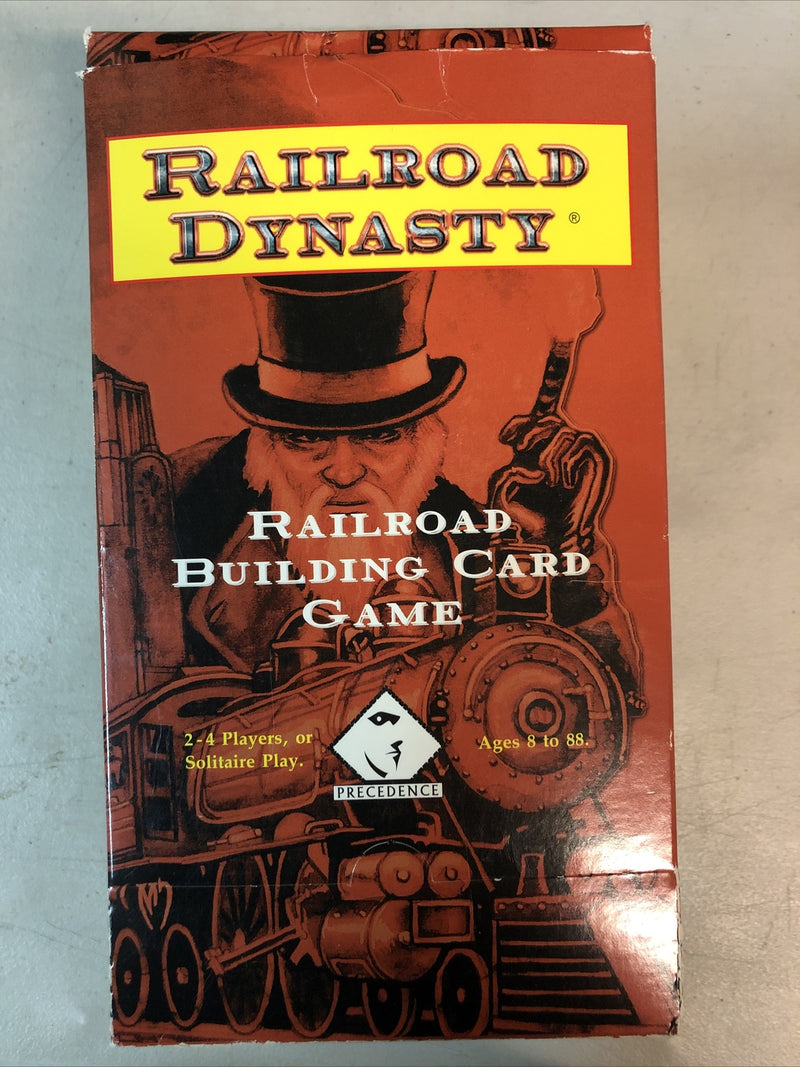 RAILROAD
DYNASTY ®
RAILROAD
BUILDING CARD
GAME
2-4 Players, or
Solitaire Play.
Ages 8 to 88.
PRECEDENCE